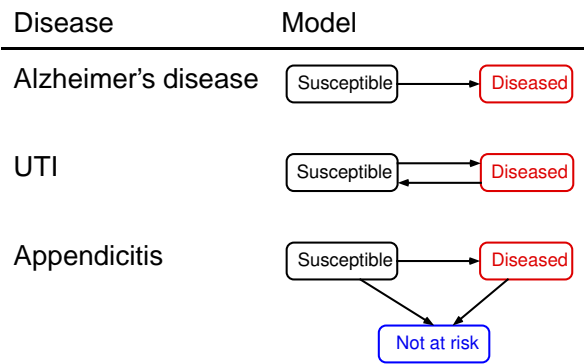 Disease Model
Alzheimer's disease Susceptible Diseased
UTI Susceptible Diseased
Appendicitis Susceptible Diseased
Not at risk